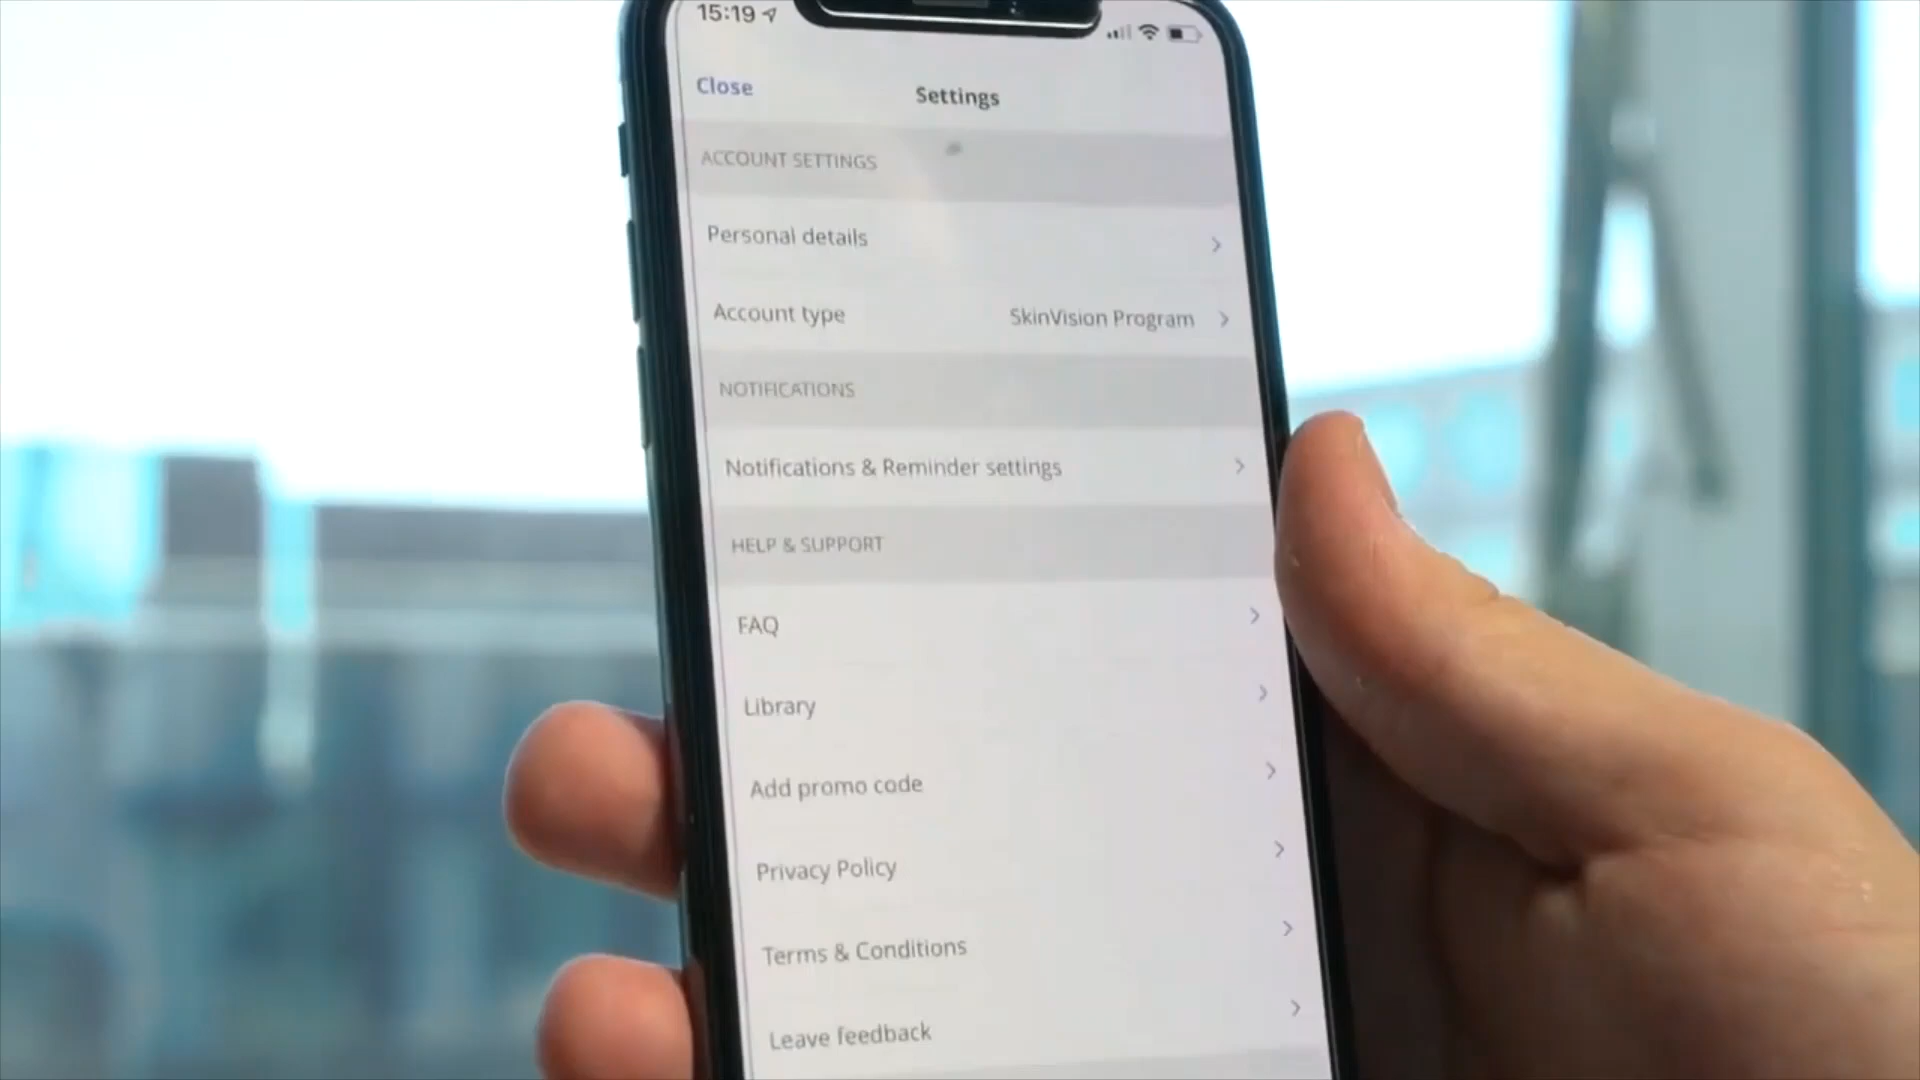 15:19
Close
Settings
ACCOUNT SETTINGS
Personal details
Account type
SkinVision Program
NOTIFICATIONS
Notifications & Reminder settings
HELP & SUPPORT
FAQ
Library
Add promo code
Privacy Policy
Terms & Conditions
Leave feedback